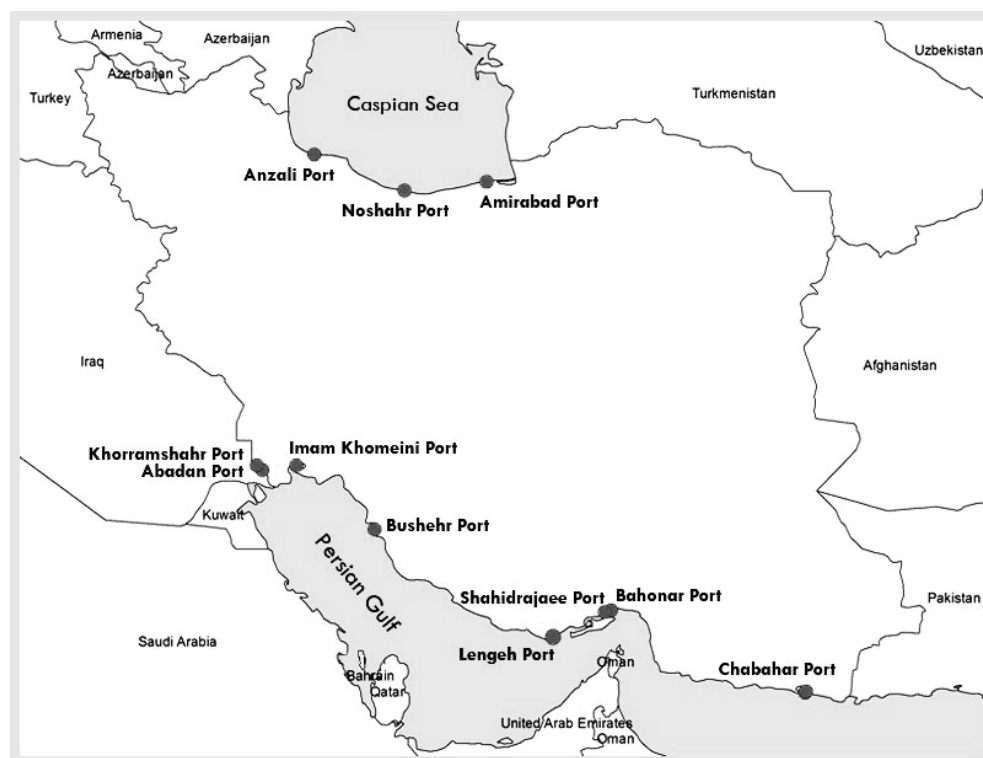 Armenia
Azerbaijan
Uzbekistan
Azerbaijan
Turkey
Caspian Sea
Turkmenistan
Anzali Port
Noshahr Port
Amirabad Port
Iraq
Afghanistan
Khorramshahr Port
Imam Khomeini Port
Abadan Port
Kuwait
Bushehr Port
Persian Gulf
Shahidrajaee Port
Bahonar Port
Pakistan
Saudi Arabia
Lengeh Port
Oman
Chabahar Port
Bahrain
Qatar
United Arab Emirates
Oman